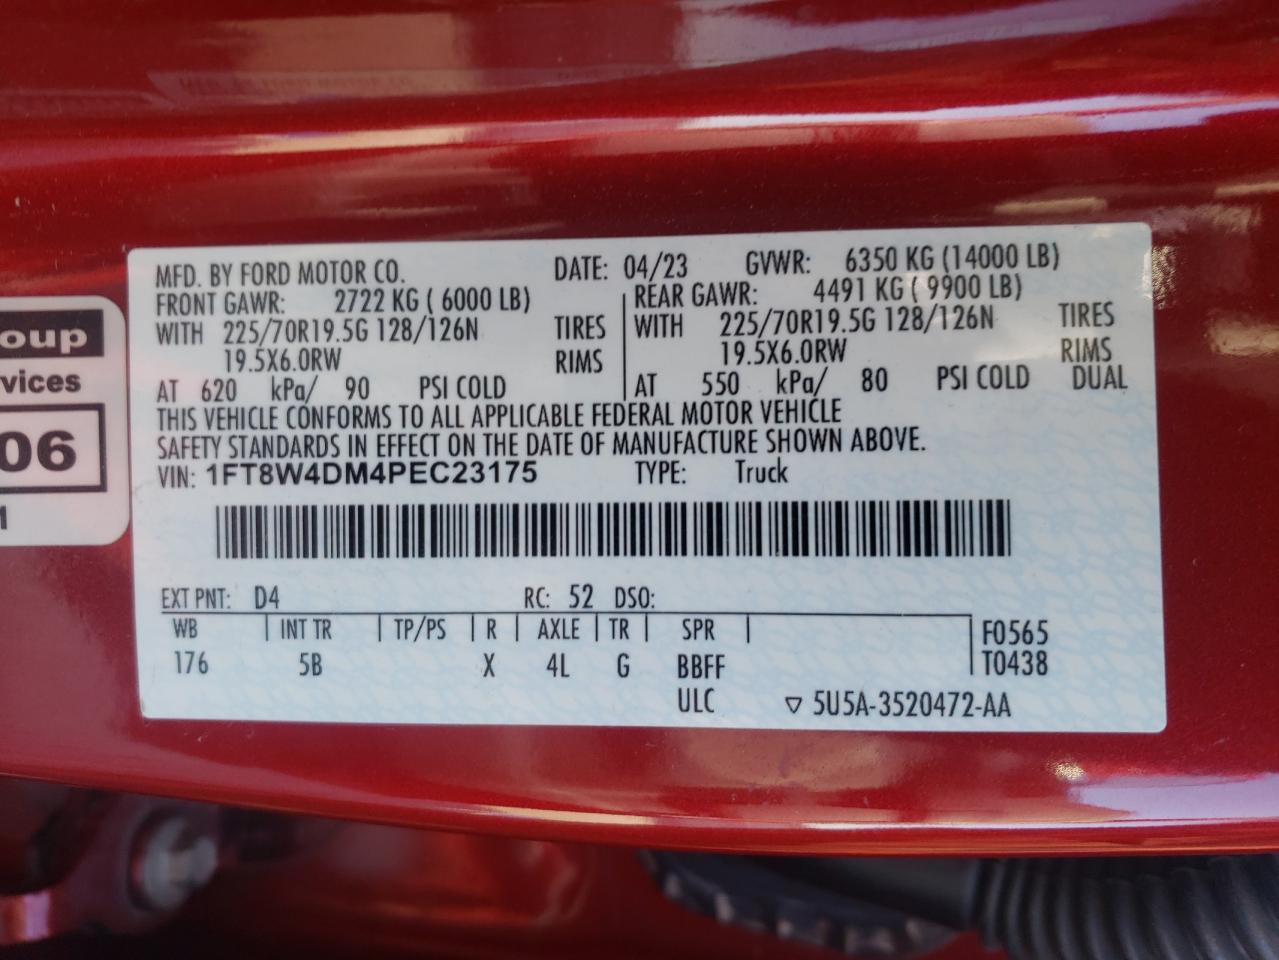 MFD. BY FORD MOTOR CO. DATE: 04/23 GVWR: 6350 KG (14000 LB)
FRONT GAWR: 2722 KG ( 6000 LB) REAR GAWR: 4491 KG ( 9900 LB)
WITH 225/70R19.5G 128/126N TIRES WITH 225/70R19.5G 128/126N TIRES
19.5X6.0RW RIMS 19.5X6.0RW RIMS
AT 620 kPa/ 90 PSI COLD AT 550 kPa/ 80 PSI COLD DUAL
THIS VEHICLE CONFORMS TO ALL APPLICABLE FEDERAL MOTOR VEHICLE
SAFETY STANDARDS IN EFFECT ON THE DATE OF MANUFACTURE SHOWN ABOVE.
VIN: 1FT8W4DM4PEC23175 TYPE: Truck
EXT PNT: D4 RC: 52 DSO:
WB INT TR TP/PS R AXLE TR SPR F0565
176 5B X 4L G BBFF T0438
ULC ▽ 5U5A-3520472-AA
oup
vices
06